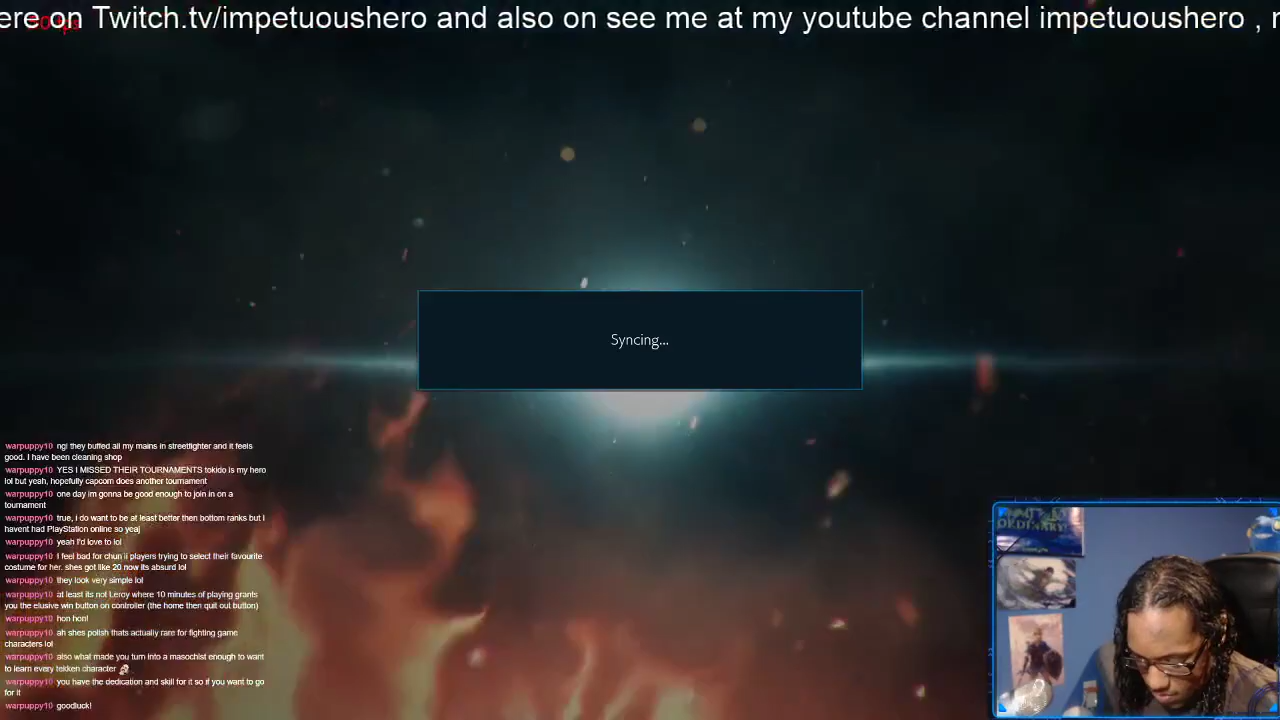 ere on Twitch.tv/impetuoushero and also on see me at my youtube channel impetuoushero , r
Syncing...
warpuppy10 ngl they buffed all my mains in streetfighter and it feels
good. I have been cleaning shop
warpuppy10 YES I MISSED THEIR TOURNAMENTS tokido is my hero
lol but yeah, hopefully capcom does another tournament
warpuppy10 one day im gonna be good enough to join in on a
tournament
warpuppy10 true, i do want to be at least better then bottom ranks but i
havent had PlayStation online so yeaj
warpuppy10 yeah I'd love to lol
warpuppy10 I feel bad for chun li players trying to select their favourite
costume for her. shes got like 20 now its absurd lol
warpuppy10 they look very simple lol
warpuppy10 at least its not Leroy where 10 minutes of playing grants
you the elusive win button on controller (the home then quit out button)
warpuppy10 hon hon!
warpuppy10 ah shes polish thats actually rare for fighting game
characters lol
warpuppy10 also what made you turn into a masochist enough to want
to learn every tekken character
warpuppy10 you have the dedication and skill for it so if you want to go
for it
warpuppy10 goodluck!
ORDINARY